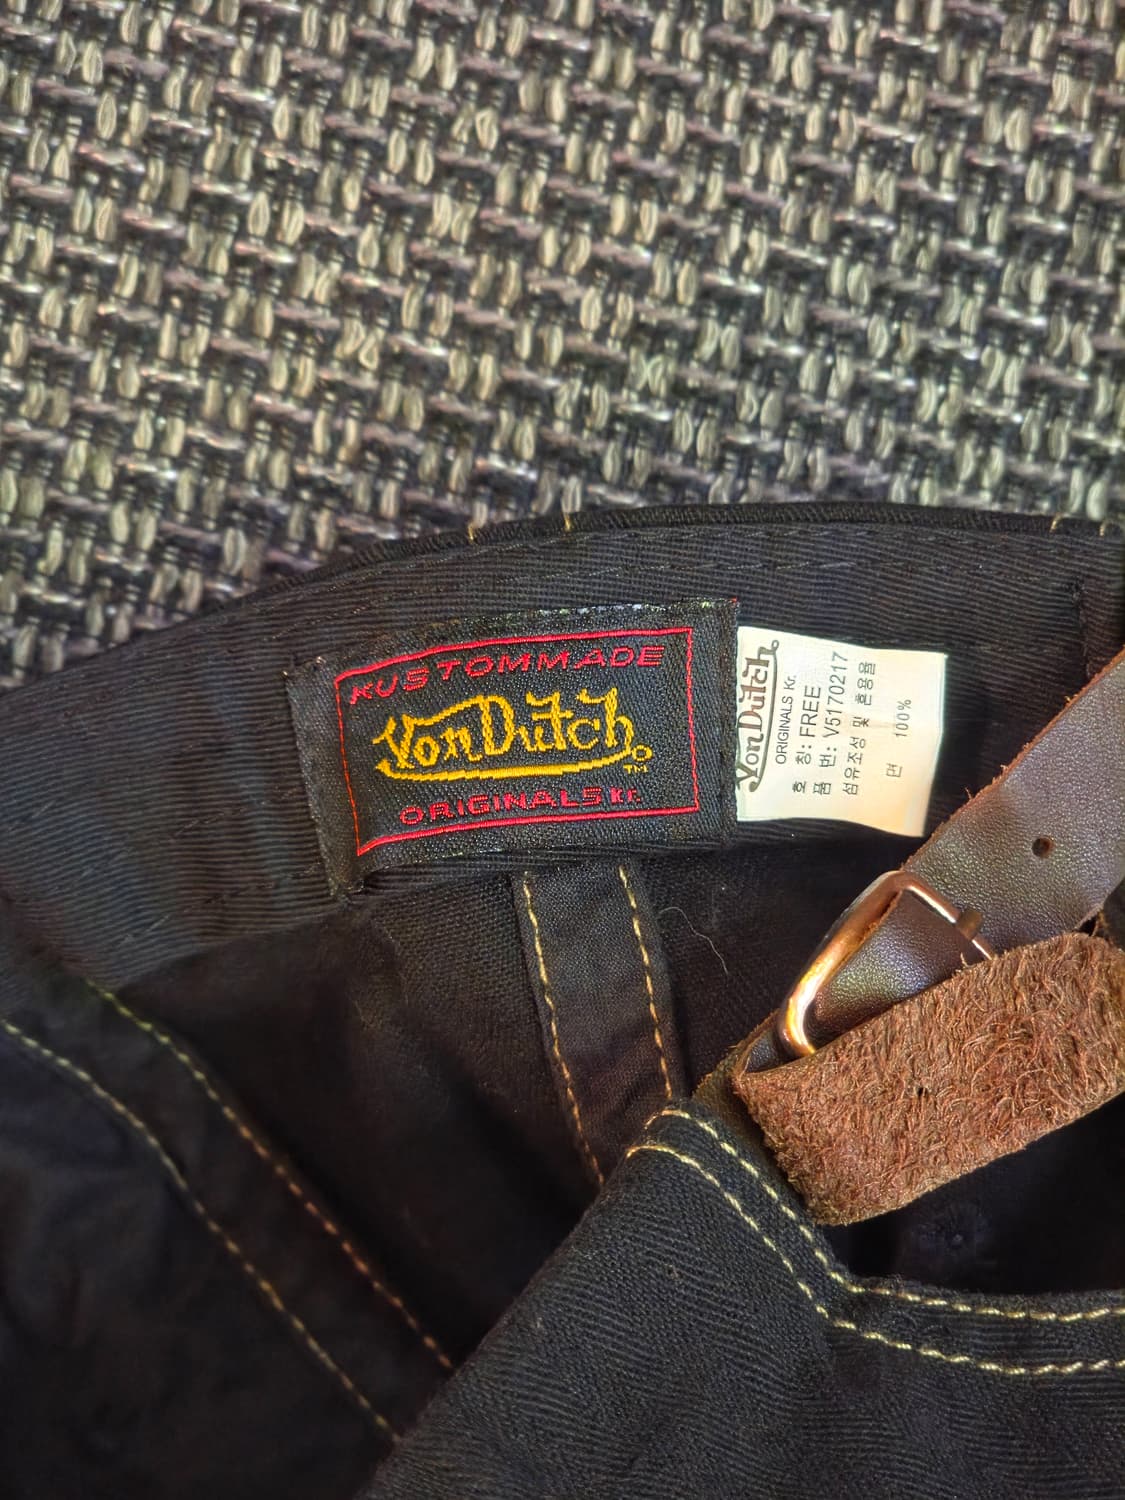 KUSTOMMADE
Von Dutch
TM
ORIGINALS Kr.
Von Dutch
ORIGINALS Kr.
호 칭: FREE
품 번: V5170217
섬유조성 및 혼용율
면 100%